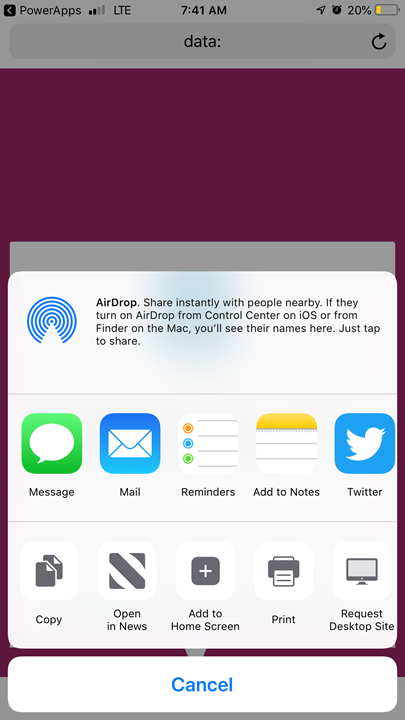 PowerApps LTE 7:41 AM 20%
data:
AirDrop. Share instantly with people nearby. If they
turn on AirDrop from Control Center on iOS or from
Finder on the Mac, you'll see their names here. Just tap
to share.
Message Mail Reminders Add to Notes Twitter
Copy Open in News Add to Home Screen Print Request Desktop Site
Cancel